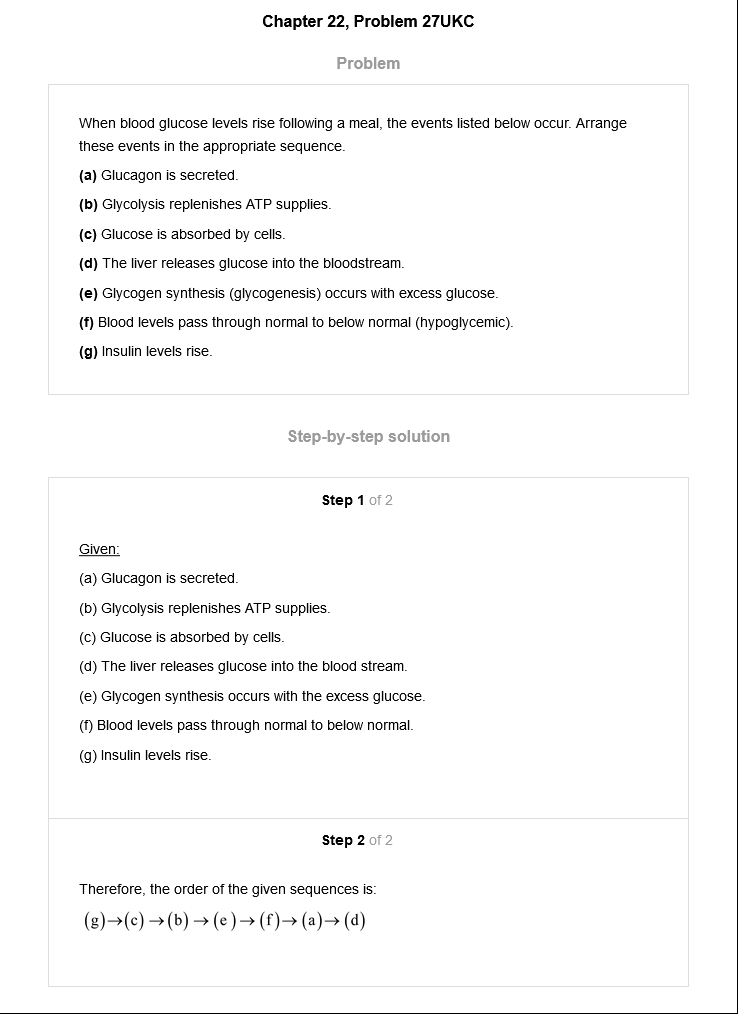 Chapter 22, Problem 27UKC
Problem
When blood glucose levels rise following a meal, the events listed below occur. Arrange
these events in the appropriate sequence.
(a) Glucagon is secreted.
(b) Glycolysis replenishes ATP supplies.
(c) Glucose is absorbed by cells.
(d) The liver releases glucose into the bloodstream.
(e) Glycogen synthesis (glycogenesis) occurs with excess glucose.
(f) Blood levels pass through normal to below normal (hypoglycemic).
(g) Insulin levels rise.
Step-by-step solution
Step 1 of 2
Given:
(a) Glucagon is secreted.
(b) Glycolysis replenishes ATP supplies.
(c) Glucose is absorbed by cells.
(d) The liver releases glucose into the blood stream.
(e) Glycogen synthesis occurs with the excess glucose.
(f) Blood levels pass through normal to below normal.
(g) Insulin levels rise.
Step 2 of 2
Therefore, the order of the given sequences is:
(g)→(c)→(b)→(e)→(f)→(a)→(d)